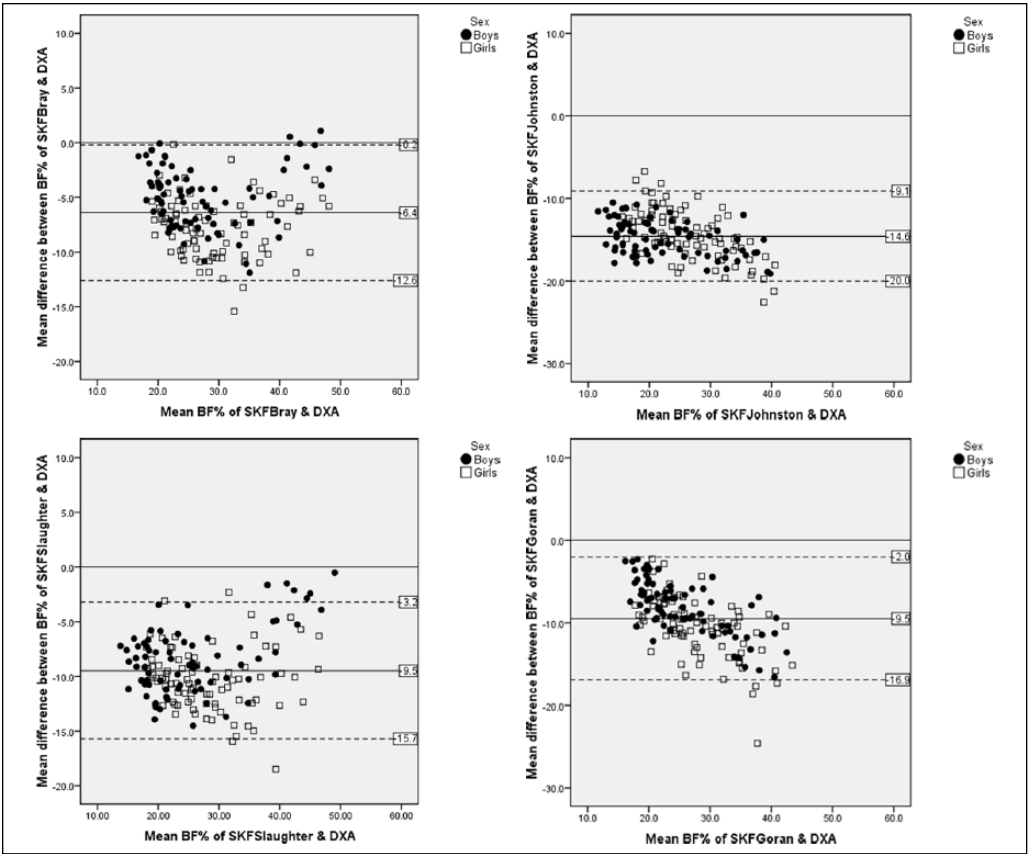 Sex
Boys
Girls
Mean difference between BF% of SKFBray & DXA
10.0
5.0
0.0
-5.0
-10.0
-15.0
-20.0
-0.2
-6.4
-12.6
10.0 20.0 30.0 40.0 50.0 60.0
Mean BF% of SKFBray & DXA
Sex
Boys
Girls
Mean difference between BF% of SKFJohnston & DXA
10.0
0.0
-10.0
-20.0
-30.0
-9.1
-14.6
-20.0
10.0 20.0 30.0 40.0 50.0 60.0
Mean BF% of SKFJohnston & DXA
Sex
Boys
Girls
Mean difference between BF% of SKFSlaughter & DXA
10.0
5.0
0.0
-5.0
-10.0
-15.0
-20.0
-3.2
-9.5
-15.7
10.00 20.00 30.00 40.00 50.00 60.00
Mean BF% of SKFSlaughter & DXA
Sex
Boys
Girls
Mean difference between BF% of SKFGoran & DXA
10.0
0.0
-10.0
-20.0
-30.0
-2.0
-9.5
-16.9
10.0 20.0 30.0 40.0 50.0 60.0
Mean BF% of SKFGoran & DXA